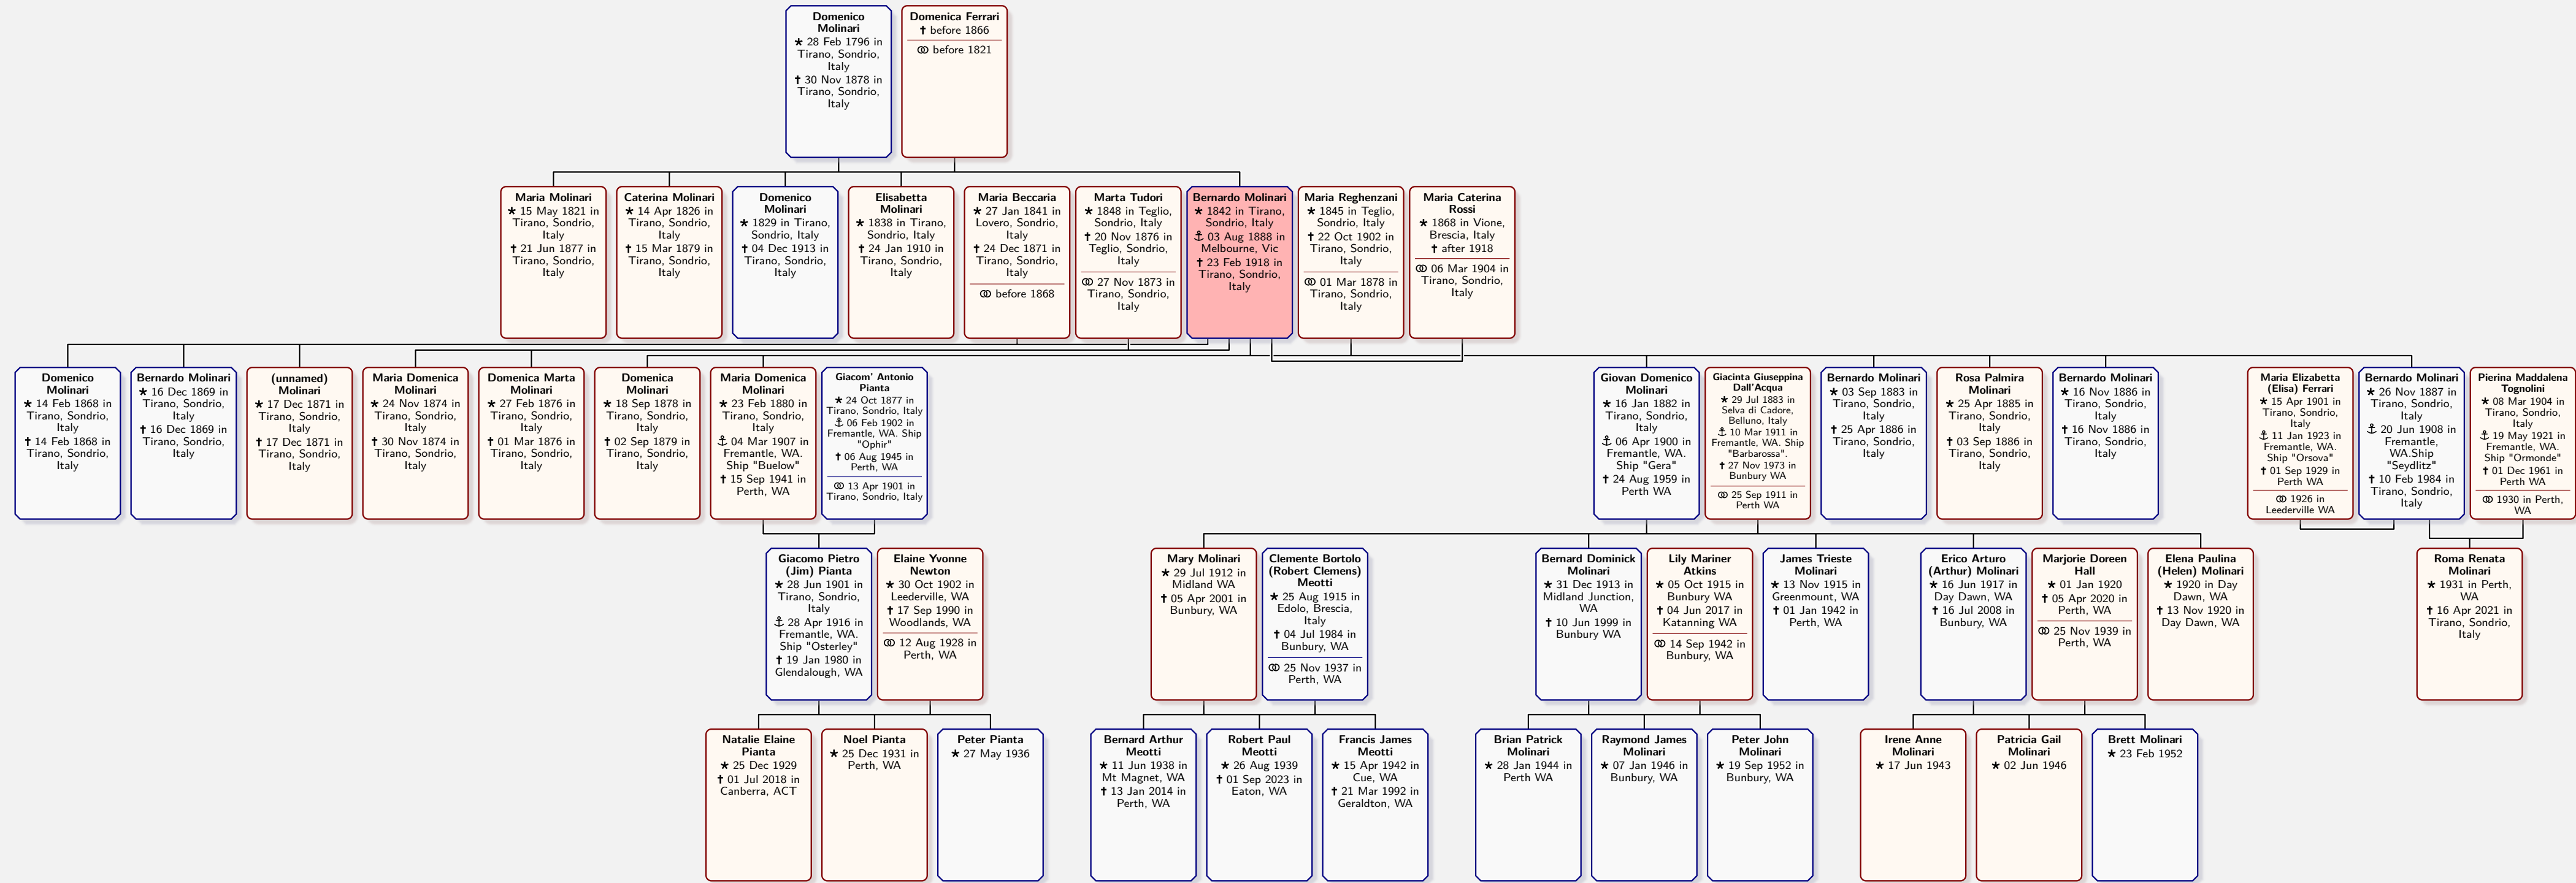 Domenico
Molinari
★ 28 Feb 1796 in
Tirano, Sondrio,
Italy
✝ 30 Nov 1878 in
Tirano, Sondrio,
Italy
Domenica Ferrari
✝ before 1866
⚭ before 1821
Maria Molinari
★ 15 May 1821 in
Tirano, Sondrio,
Italy
✝ 21 Jun 1877 in
Tirano, Sondrio,
Italy
Caterina Molinari
★ 14 Apr 1826 in
Tirano, Sondrio,
Italy
✝ 15 Mar 1879 in
Tirano, Sondrio,
Italy
Domenico
Molinari
★ 1829 in Tirano,
Sondrio, Italy
✝ 04 Dec 1913 in
Tirano, Sondrio,
Italy
Elisabetta
Molinari
★ 1838 in Tirano,
Sondrio, Italy
✝ 24 Jan 1910 in
Tirano, Sondrio,
Italy
Maria Beccaria
★ 27 Jan 1841 in
Lovero, Sondrio,
Italy
✝ 24 Dec 1871 in
Tirano, Sondrio,
Italy
⚭ before 1868
Marta Tudori
★ 1848 in Teglio,
Sondrio, Italy
✝ 20 Nov 1876 in
Teglio, Sondrio,
Italy
⚭ 27 Nov 1873 in
Tirano, Sondrio,
Italy
Bernardo Molinari
★ 1842 in Tirano,
Sondrio, Italy
⚓ 03 Aug 1888 in
Melbourne, Vic
✝ 23 Feb 1918 in
Tirano, Sondrio,
Italy
Maria Reghenzani
★ 1845 in Teglio,
Sondrio, Italy
✝ 22 Oct 1902 in
Tirano, Sondrio,
Italy
⚭ 01 Mar 1878 in
Tirano, Sondrio,
Italy
Maria Caterina
Rossi
★ 1868 in Vione,
Brescia, Italy
✝ after 1918
⚭ 06 Mar 1904 in
Tirano, Sondrio,
Italy
Domenico
Molinari
★ 14 Feb 1868 in
Tirano, Sondrio,
Italy
✝ 14 Feb 1868 in
Tirano, Sondrio,
Italy
Bernardo Molinari
★ 16 Dec 1869 in
Tirano, Sondrio,
Italy
✝ 16 Dec 1869 in
Tirano, Sondrio,
Italy
(unnamed)
Molinari
★ 17 Dec 1871 in
Tirano, Sondrio,
Italy
✝ 17 Dec 1871 in
Tirano, Sondrio,
Italy
Maria Domenica
Molinari
★ 24 Nov 1874 in
Tirano, Sondrio,
Italy
✝ 30 Nov 1874 in
Tirano, Sondrio,
Italy
Domenica Marta
Molinari
★ 27 Feb 1876 in
Tirano, Sondrio,
Italy
✝ 01 Mar 1876 in
Tirano, Sondrio,
Italy
Domenica
Molinari
★ 18 Sep 1878 in
Tirano, Sondrio,
Italy
✝ 02 Sep 1879 in
Tirano, Sondrio,
Italy
Maria Domenica
Molinari
★ 23 Feb 1880 in
Tirano, Sondrio,
Italy
⚓ 04 Mar 1907 in
Fremantle, WA.
Ship "Buelow"
✝ 15 Sep 1941 in
Perth, WA
Giacom' Antonio
Pianta
★ 24 Oct 1877 in
Tirano, Sondrio, Italy
⚓ 06 Feb 1902 in
Fremantle, WA. Ship
"Ophir"
✝ 06 Aug 1945 in
Perth, WA
⚭ 13 Apr 1901 in
Tirano, Sondrio, Italy
Giovan Domenico
Molinari
★ 16 Jan 1882 in
Tirano, Sondrio,
Italy
⚓ 06 Apr 1900 in
Fremantle, WA.
Ship "Gera"
✝ 24 Aug 1959 in
Perth WA
Giacinta Giuseppina
Dall'Acqua
★ 29 Jul 1883 in
Selva di Cadore,
Belluno, Italy
⚓ 10 Mar 1911 in
Fremantle, WA. Ship
"Barbarossa".
✝ 27 Nov 1973 in
Bunbury WA
⚭ 25 Sep 1911 in
Perth WA
Bernardo Molinari
★ 03 Sep 1883 in
Tirano, Sondrio,
Italy
✝ 25 Apr 1886 in
Tirano, Sondrio,
Italy
Rosa Palmira
Molinari
★ 25 Apr 1885 in
Tirano, Sondrio,
Italy
✝ 03 Sep 1886 in
Tirano, Sondrio,
Italy
Bernardo Molinari
★ 16 Nov 1886 in
Tirano, Sondrio,
Italy
✝ 16 Nov 1886 in
Tirano, Sondrio,
Italy
Maria Elizabetta
(Elisa) Ferrari
★ 15 Apr 1901 in
Tirano, Sondrio,
Italy
⚓ 11 Jan 1923 in
Fremantle, WA.
Ship "Orsova"
✝ 01 Sep 1929 in
Perth WA
⚭ 1926 in
Leederville WA
Bernardo Molinari
★ 26 Nov 1887 in
Tirano, Sondrio,
Italy
⚓ 20 Jun 1908 in
Fremantle,
WA.Ship
"Seydlitz"
✝ 10 Feb 1984 in
Tirano, Sondrio,
Italy
Pierina Maddalena
Tognolini
★ 08 Mar 1904 in
Tirano, Sondrio,
Italy
⚓ 19 May 1921 in
Fremantle, WA.
Ship "Ormonde"
✝ 01 Dec 1961 in
Perth WA
⚭ 1930 in Perth,
WA
Giacomo Pietro
(Jim) Pianta
★ 28 Jun 1901 in
Tirano, Sondrio,
Italy
⚓ 28 Apr 1916 in
Fremantle, WA.
Ship "Osterley"
✝ 19 Jan 1980 in
Glendalough, WA
Elaine Yvonne
Newton
★ 30 Oct 1902 in
Leederville, WA
✝ 17 Sep 1990 in
Woodlands, WA
⚭ 12 Aug 1928 in
Perth, WA
Mary Molinari
★ 29 Jul 1912 in
Midland WA
✝ 05 Apr 2001 in
Bunbury, WA
Clemente Bortolo
(Robert Clemens)
Meotti
★ 25 Aug 1915 in
Edolo, Brescia,
Italy
✝ 04 Jul 1984 in
Bunbury, WA
⚭ 25 Nov 1937 in
Perth, WA
Bernard Dominick
Molinari
★ 31 Dec 1913 in
Midland Junction,
WA
✝ 10 Jun 1999 in
Bunbury WA
Lily Mariner
Atkins
★ 05 Oct 1915 in
Bunbury WA
✝ 04 Jun 2017 in
Katanning WA
⚭ 14 Sep 1942 in
Bunbury, WA
James Trieste
Molinari
★ 13 Nov 1915 in
Greenmount, WA
✝ 01 Jan 1942 in
Perth, WA
Erico Arturo
(Arthur) Molinari
★ 16 Jun 1917 in
Day Dawn, WA
✝ 16 Jul 2008 in
Bunbury, WA
Marjorie Doreen
Hall
★ 01 Jan 1920
✝ 05 Apr 2020 in
Perth, WA
⚭ 25 Nov 1939 in
Perth, WA
Elena Paulina
(Helen) Molinari
★ 1920 in Day
Dawn, WA
✝ 13 Nov 1920 in
Day Dawn, WA
Roma Renata
Molinari
★ 1931 in Perth,
WA
✝ 16 Apr 2021 in
Tirano, Sondrio,
Italy
Natalie Elaine
Pianta
★ 25 Dec 1929
✝ 01 Jul 2018 in
Canberra, ACT
Noel Pianta
★ 25 Dec 1931 in
Perth, WA
Peter Pianta
★ 27 May 1936
Bernard Arthur
Meotti
★ 11 Jun 1938 in
Mt Magnet, WA
✝ 13 Jan 2014 in
Perth, WA
Robert Paul
Meotti
★ 26 Aug 1939
✝ 01 Sep 2023 in
Eaton, WA
Francis James
Meotti
★ 15 Apr 1942 in
Cue, WA
✝ 21 Mar 1992 in
Geraldton, WA
Brian Patrick
Molinari
★ 28 Jan 1944 in
Perth WA
Raymond James
Molinari
★ 07 Jan 1946 in
Bunbury, WA
Peter John
Molinari
★ 19 Sep 1952 in
Bunbury, WA
Irene Anne
Molinari
★ 17 Jun 1943
Patricia Gail
Molinari
★ 02 Jun 1946
Brett Molinari
★ 23 Feb 1952